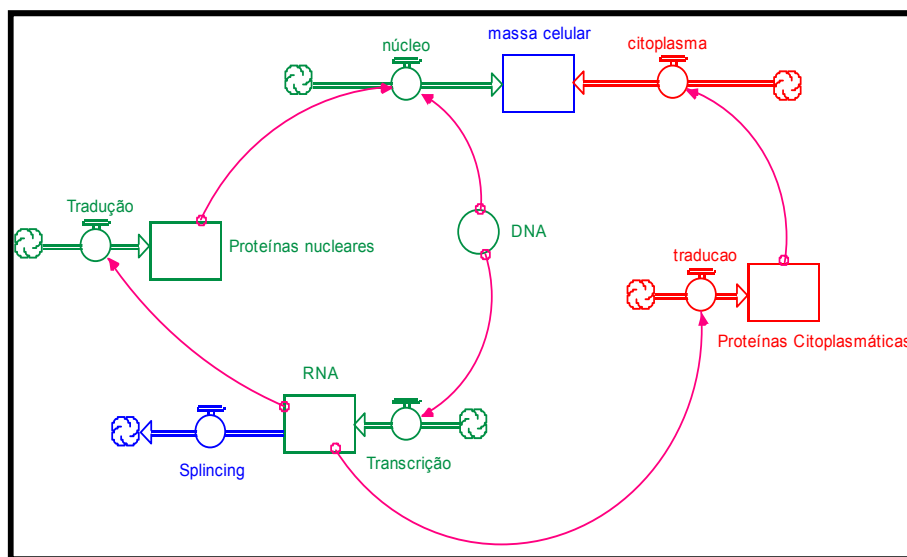 massa celular
citoplasma
núcleo
Tradução
Proteínas nucleares
DNA
traducao
Proteínas Citoplasmáticas
RNA
Splincing
Transcrição